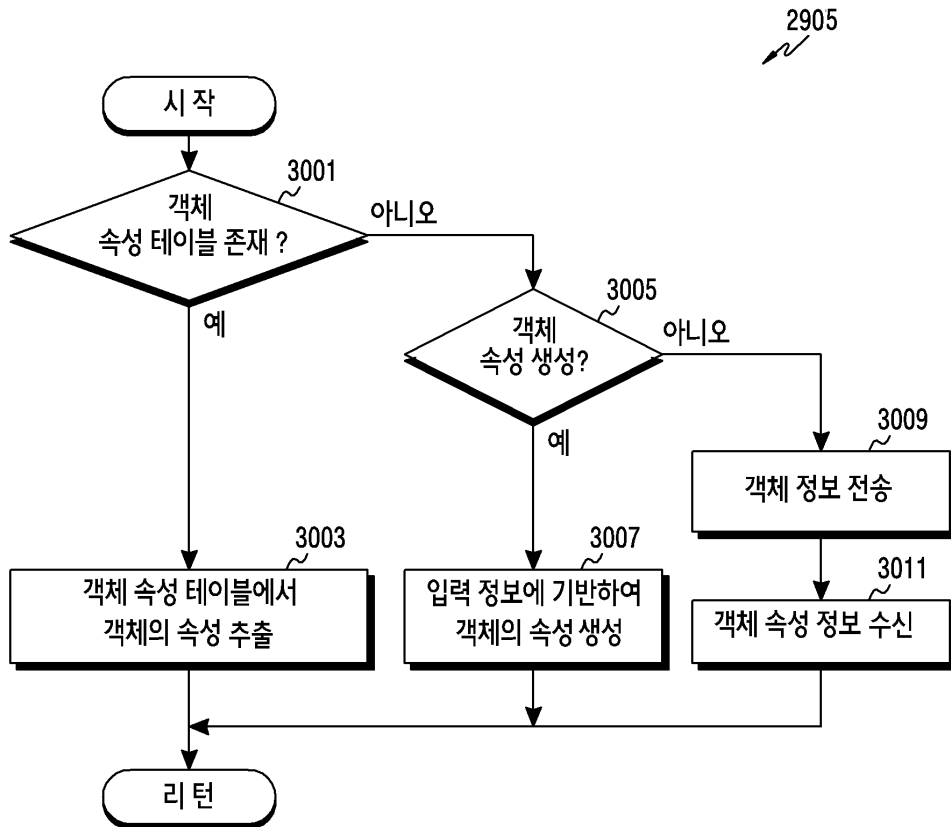 2905
시 작
3001
객체
속성 테이블 존재 ?
아니오
예
3005
객체
속성 생성?
아니오
예
3009
객체 정보 전송
3003
객체 속성 테이블에서
객체의 속성 추출
3007
입력 정보에 기반하여
객체의 속성 생성
3011
객체 속성 정보 수신
리 턴